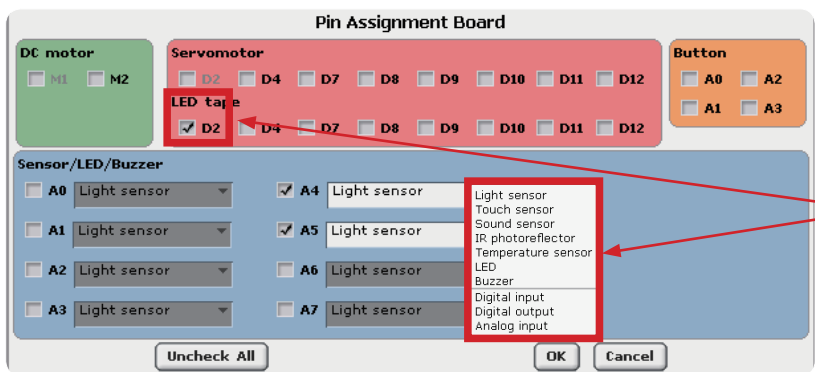 Pin Assignment Board
DC motor
M1 M2
Servomotor
D2 D4 D7 D8 D9 D10 D11 D12
LED tape
D2 D4 D7 D8 D9 D10 D11 D12
Button
A0 A2
A1 A3
Sensor/LED/Buzzer
A0 Light sensor A4 Light sensor
A1 Light sensor A5 Light sensor
A2 Light sensor A6 Light sensor
A3 Light sensor A7 Light sensor
Light sensor
Touch sensor
Sound sensor
IR photoreflector
Temperature sensor
LED
Buzzer
Digital input
Digital output
Analog input
Uncheck All OK Cancel